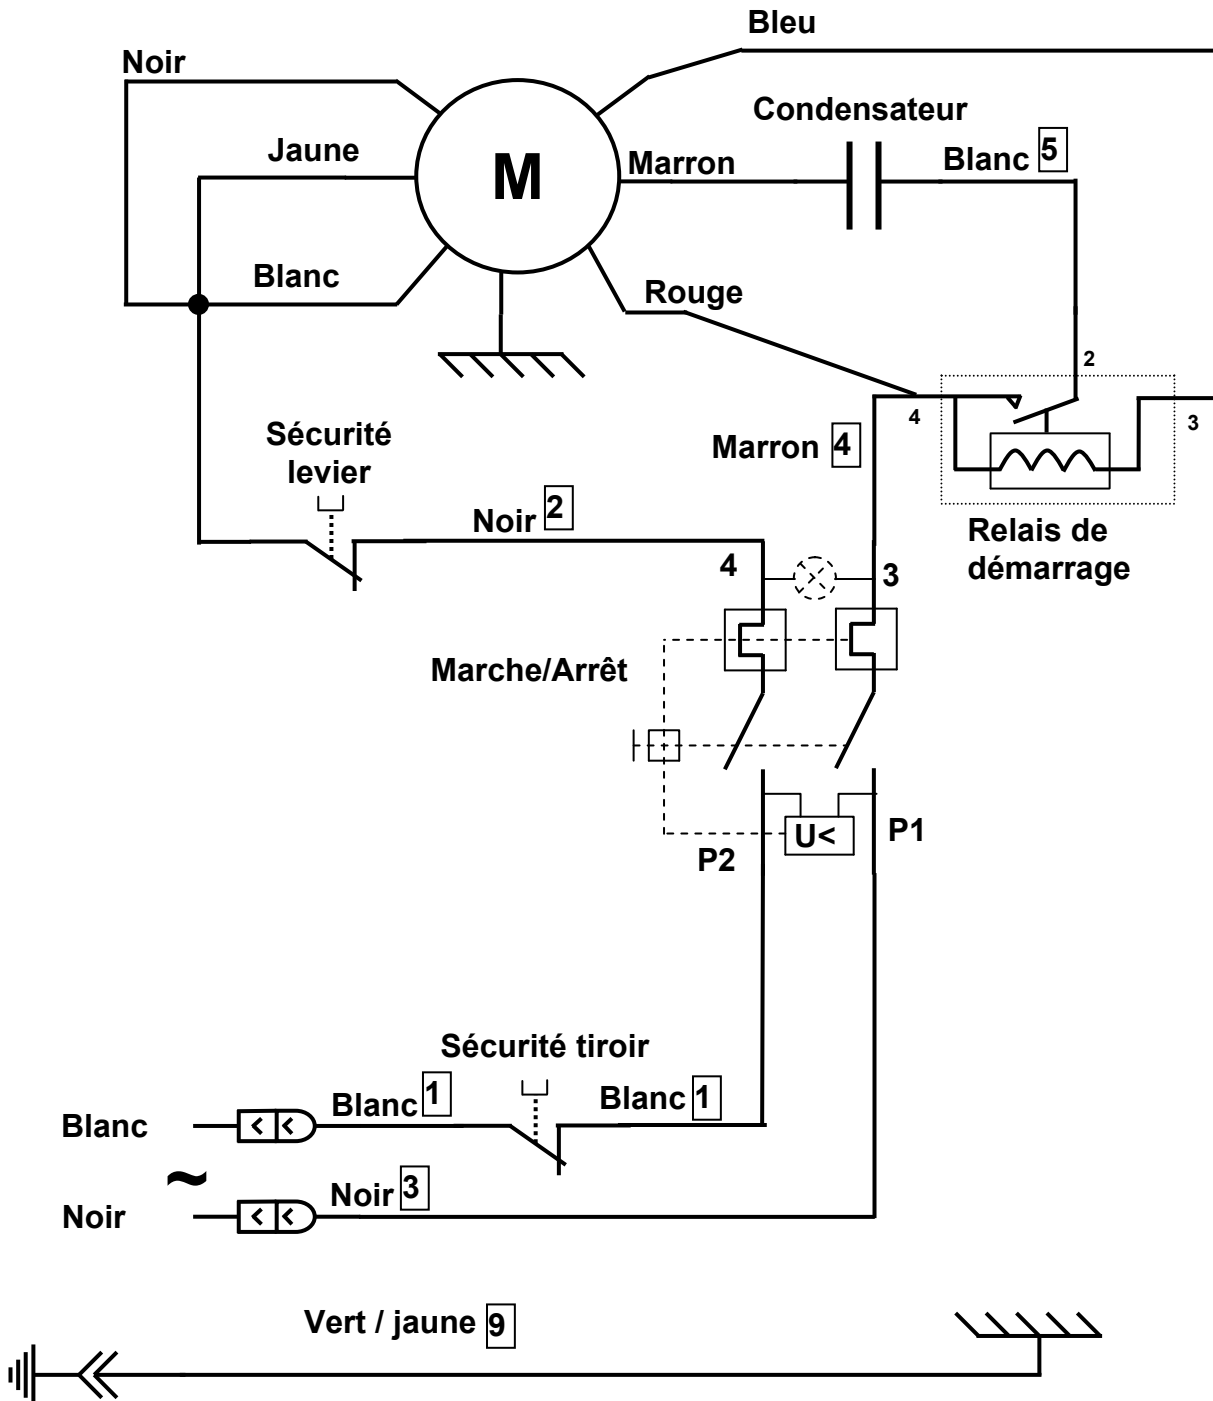 Bleu
Noir
Condensateur
Jaune
M
Marron
Blanc 5
Blanc
Rouge
2
4
3
Sécurité
levier
Marron 4
Noir 2
Relais de
démarrage
4
3
Marche/Arrêt
U<
P1
P2
Sécurité tiroir
Blanc
Blanc 1
Blanc 1
~
Noir
Noir 3
Vert / jaune 9